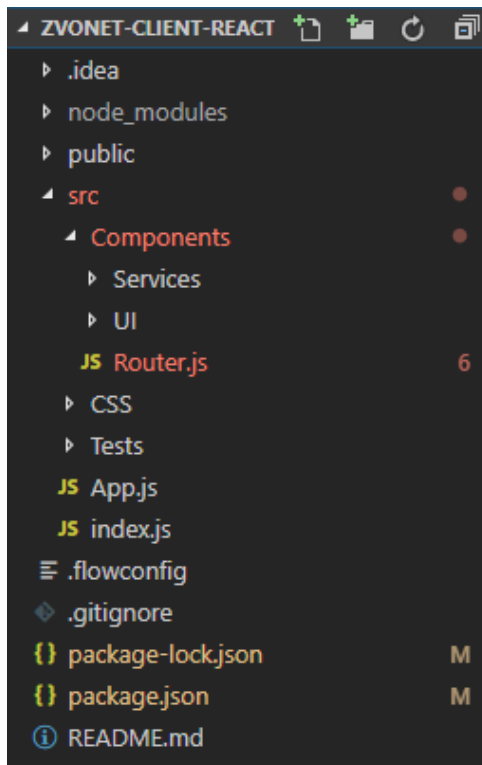 ZVONET-CLIENT-REACT
.idea
node_modules
public
src
Components
Services
UI
JS Router.js 6
CSS
Tests
JS App.js
JS index.js
.flowconfig
.gitignore
{} package-lock.json M
{} package.json M
README.md